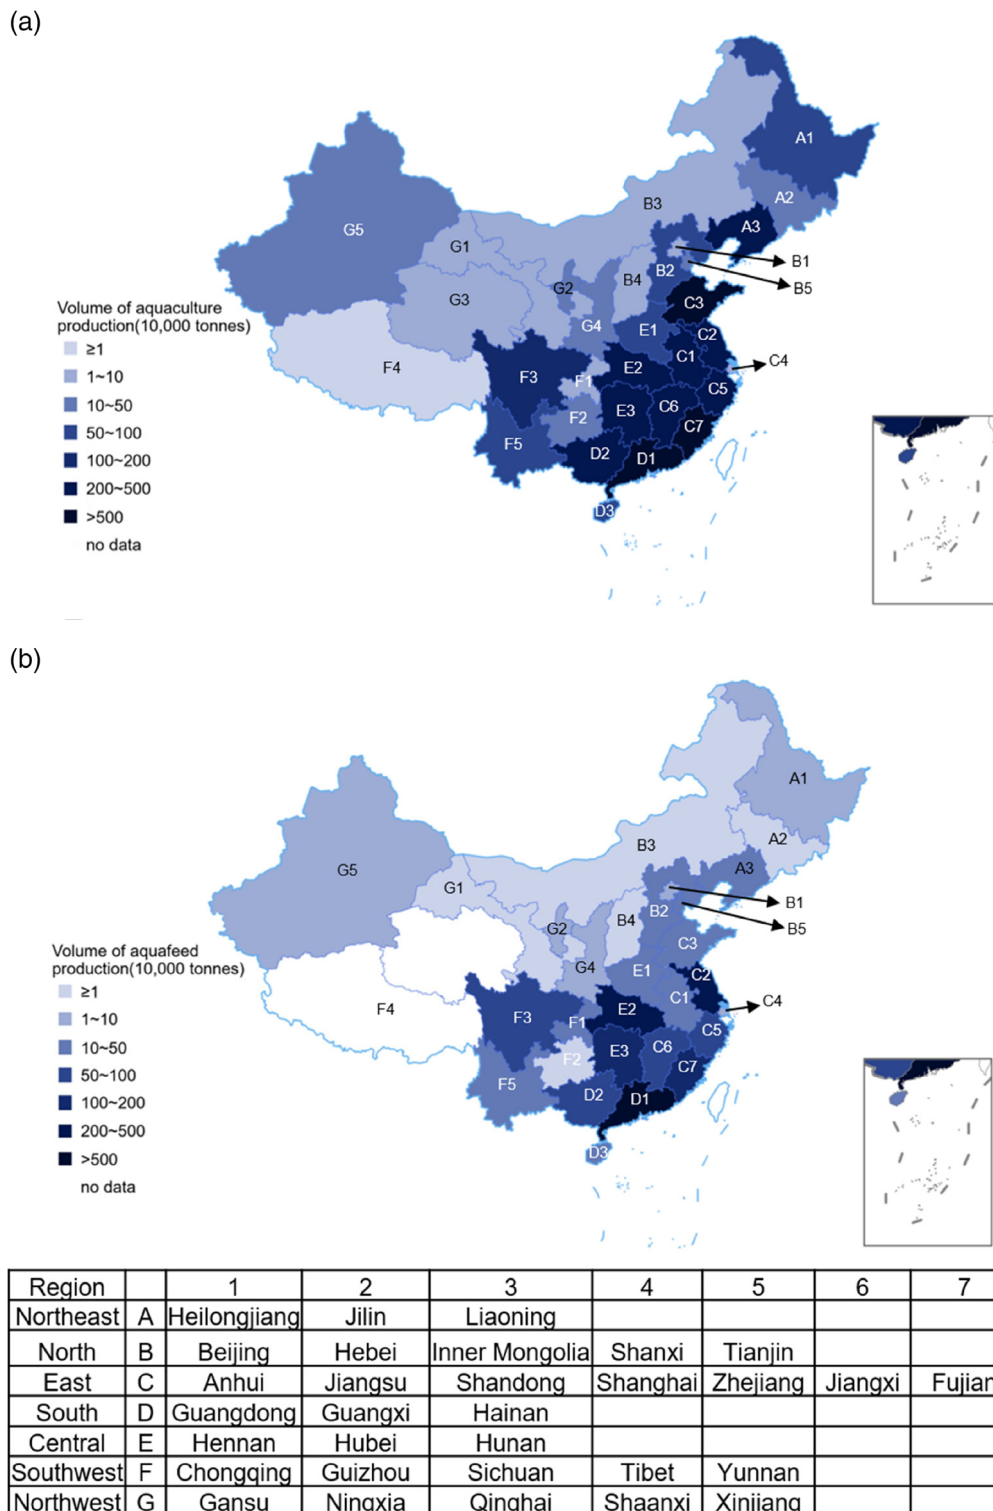 (a)
A1
A2
B3
A3
G5
G1
B1
B2
B4
G2
B5
G3
C3
Volume of aquaculture
production(10,000 tonnes)
G4
E1
C2
≥1
C1
C4
F4
E2
F3
1~10
F1
C5
10~50
E3
C6
F2
C7
50~100
F5
D2
D1
100~200
200~500
D3
>500
no data
(b)
A1
A2
B3
A3
G5
G1
B1
B2
B4
B5
G2
C3
Volume of aquafeed
production(10,000 tonnes)
G4
E1
C2
≥1
C1
C4
F4
E2
F3
1~10
F1
C5
10~50
E3
C6
F2
C7
50~100
F5
D2
D1
100~200
200~500
D3
>500
no data
Region 1 2 3 4 5 6 7
Northeast A Heilongjiang Jilin Liaoning
North B Beijing Hebei Inner Mongolia Shanxi Tianjin
East C Anhui Jiangsu Shandong Shanghai Zhejiang Jiangxi Fujian
South D Guangdong Guangxi Hainan
Central E Hennan Hubei Hunan
Southwest F Chongqing Guizhou Sichuan Tibet Yunnan
Northwest G Gansu Ningxia Qinghai Shaanxi Xinjiang